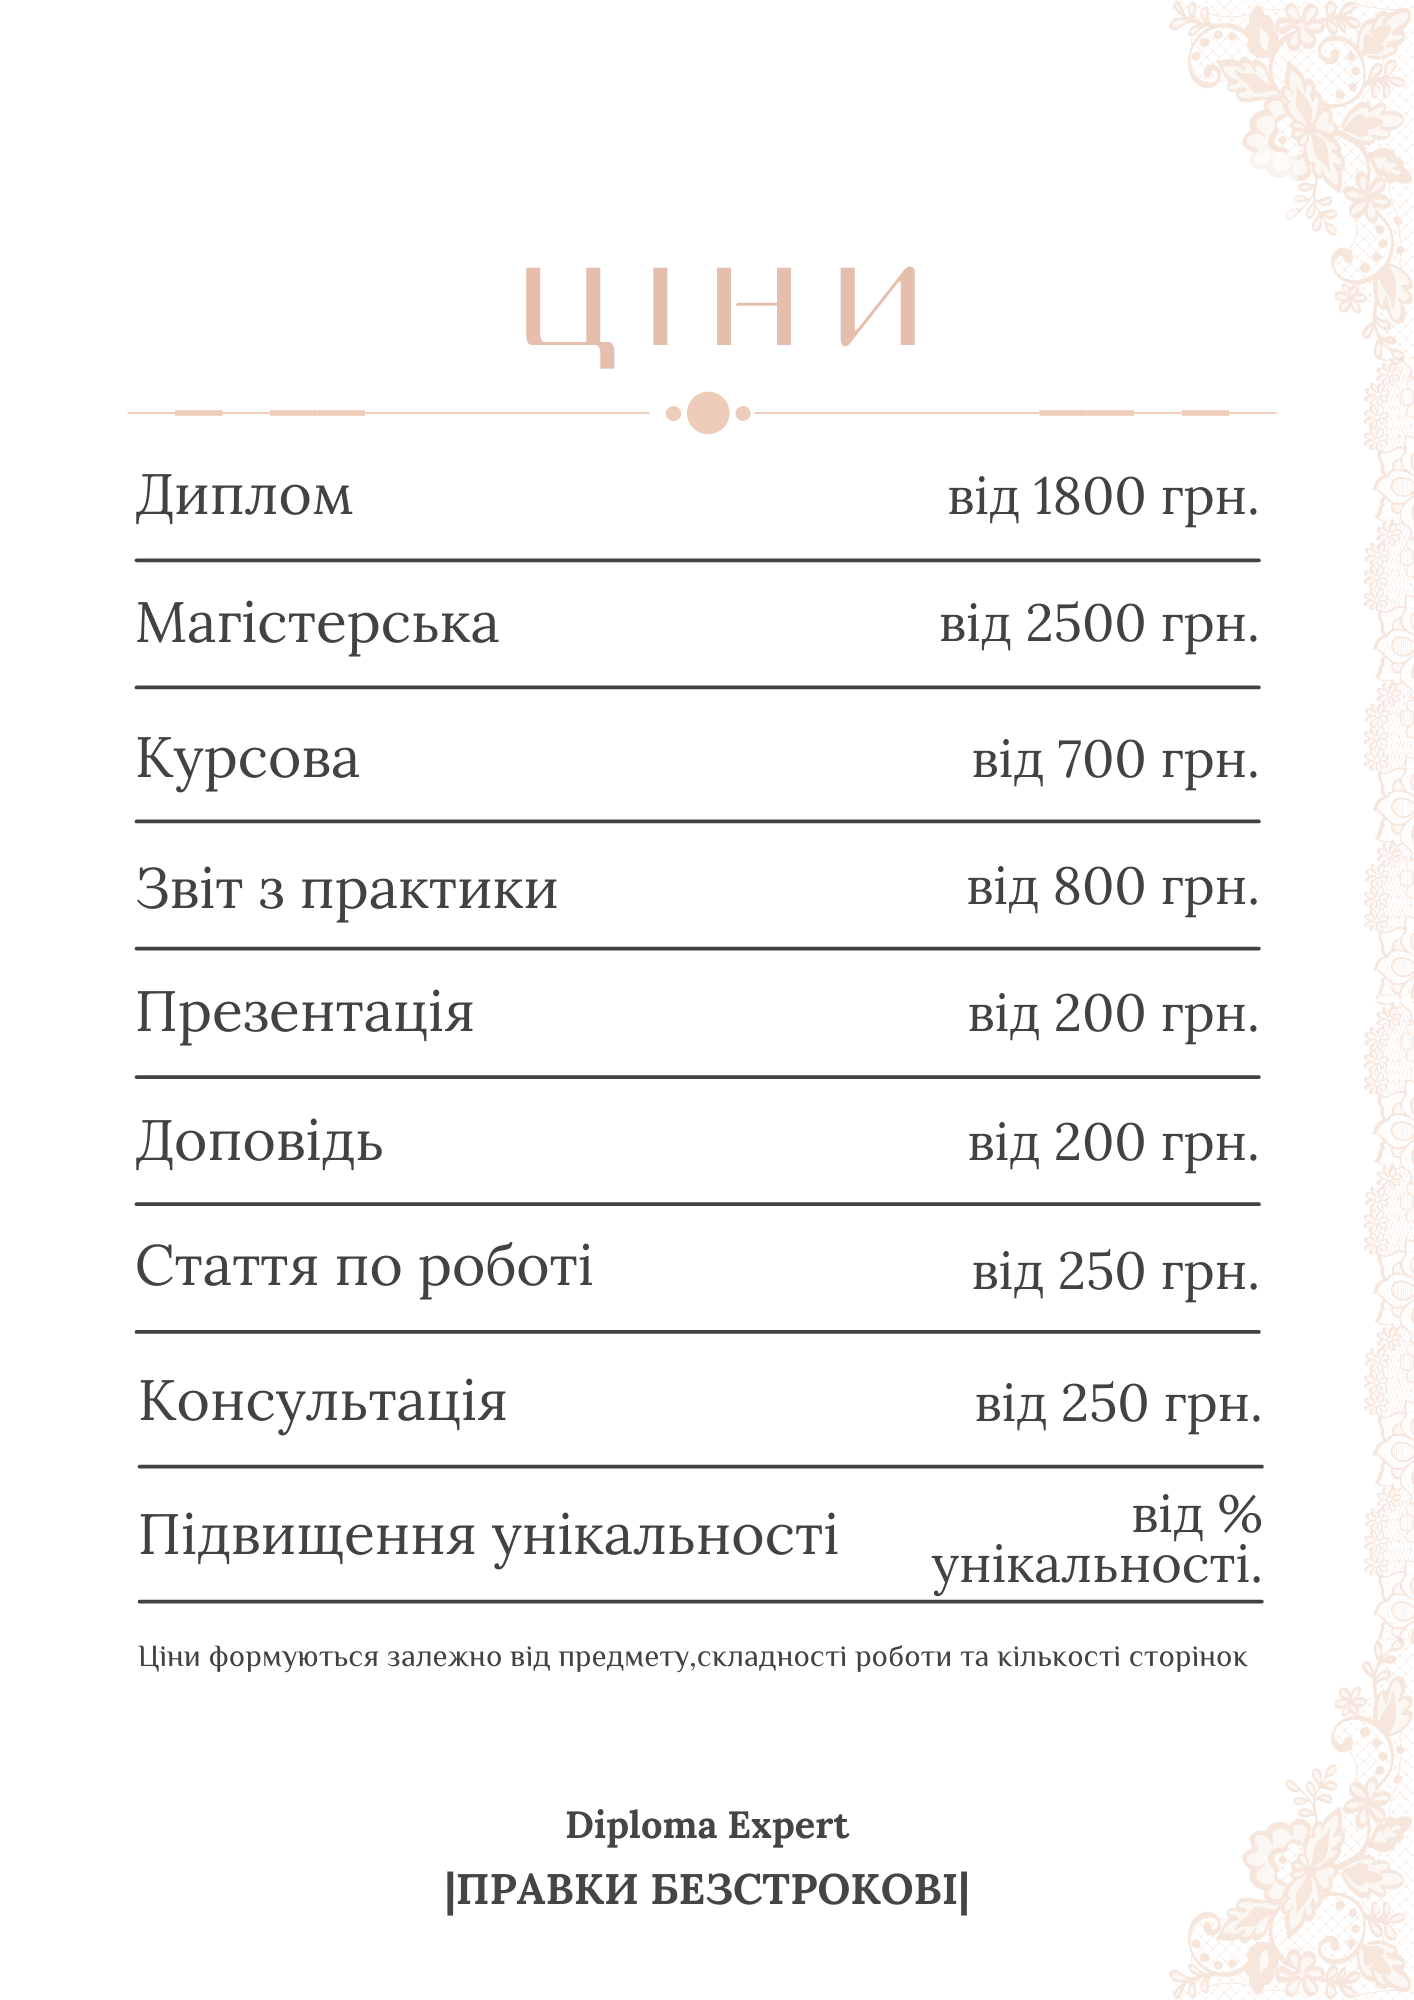 ЦІНИ
Диплом від 1800 грн.
Магістерська від 2500 грн.
Курсова від 700 грн.
Звіт з практики від 800 грн.
Презентація від 200 грн.
Доповідь від 200 грн.
Стаття по роботі від 250 грн.
Консультація від 250 грн.
Підвищення унікальності від %
унікальності.
Ціни формуються залежно від предмету,складності роботи та кількості сторінок
Diploma Expert
|ПРАВКИ БЕЗСТРОКОВІ|